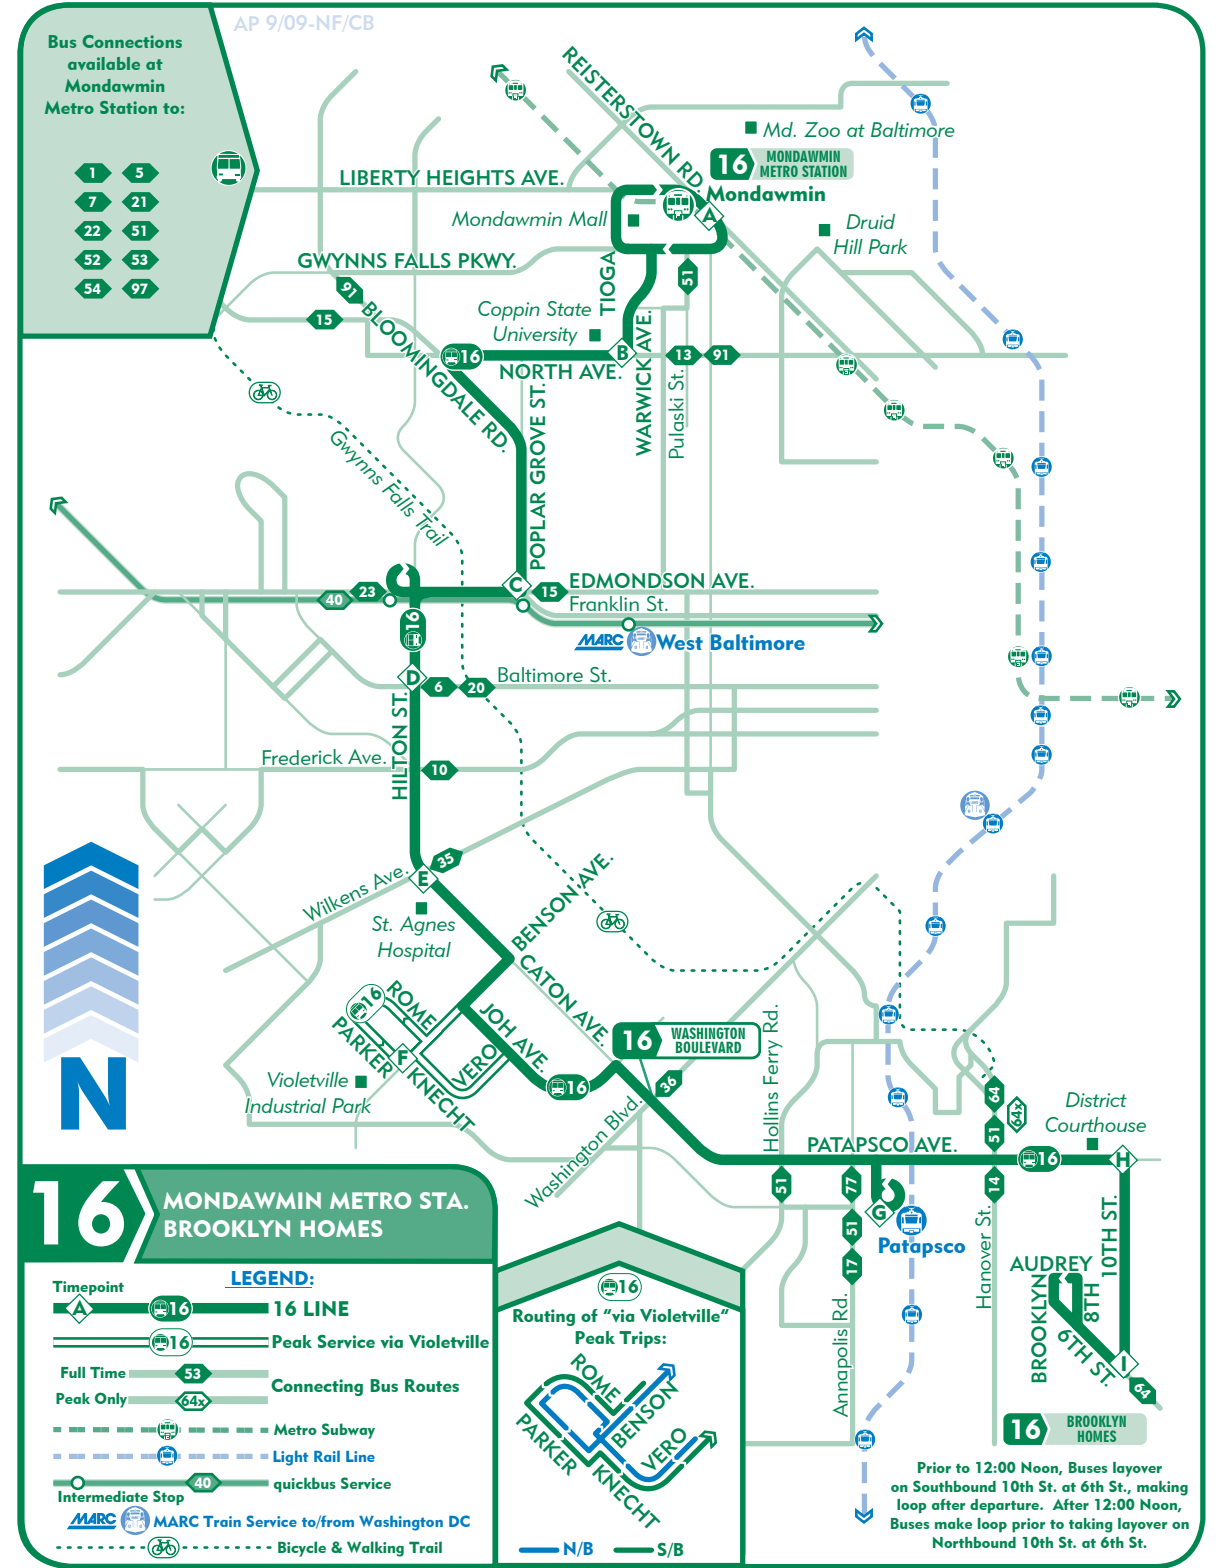 AP 9/09-NF/CB
Bus Connections
available at
Mondawmin
Metro Station to:
1 5
7 21
22 51
52 53
54 97
REISTERSTOWN RD.
Md. Zoo at Baltimore
16 MONDAWMIN
METRO STATION
Mondawmin
LIBERTY HEIGHTS AVE.
A
Mondawmin Mall
Druid
Hill Park
GWYNNS FALLS PKWY.
TIOGA
51
91
15
BLOOMINGDALE RD.
Coppin State
University
16
B
13
91
NORTH AVE.
WARWICK AVE.
Pulaski St.
POPLAR GROVE ST.
Gwynns Falls Trail
C
15
EDMONDSON AVE.
Franklin St.
23
40
16
MARC West Baltimore
D
6
20
Baltimore St.
HILTON ST.
Frederick Ave.
10
35
E
Wilkens Ave.
St. Agnes
Hospital
BENSON AVE.
CATON AVE.
16
ROME
PARKER
F
KNECHT
VERO
JOH AVE.
16
16 WASHINGTON
BOULEVARD
36
Violetville
Industrial Park
Washington Blvd.
Hollins Ferry Rd.
64
64x
51
District
Courthouse
PATAPSCO AVE.
16
H
51
77
14
G
Patapsco
51
17
Annapolis Rd.
Hanover St.
10TH ST.
AUDREY
BROOKLYN
8TH
6TH ST.
I
64
16 BROOKLYN
HOMES
Prior to 12:00 Noon, Buses layover
on Southbound 10th St. at 6th St., making
loop after departure. After 12:00 Noon,
Buses make loop prior to taking layover on
Northbound 10th St. at 6th St.
N
16
MONDAWMIN METRO STA.
BROOKLYN HOMES
LEGEND:
Timepoint
A 16 16 LINE
16 Peak Service via Violetville
Full Time 53
Peak Only 64x
Connecting Bus Routes
Metro Subway
Light Rail Line
40 quickbus Service
Intermediate Stop
MARC MARC Train Service to/from Washington DC
Bicycle & Walking Trail
16
Routing of "via Violetville"
Peak Trips:
ROME
BENSON
PARKER
VERO
KNECHT
N/B S/B